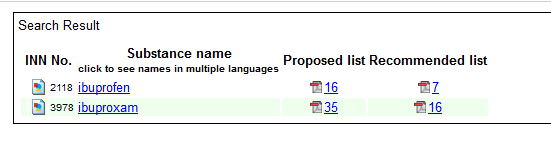 Search Result
INN No. Substance name Proposed list Recommended list
click to see names in multiple languages
2118 ibuprofen 16 7
3978 ibuproxam 35 16